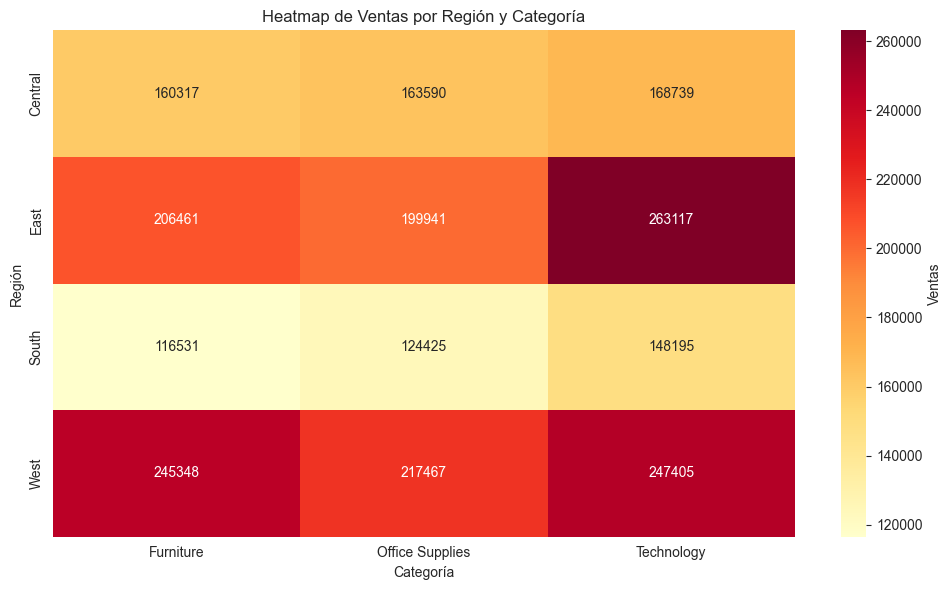 Heatmap de Ventas por Región y Categoría
Región
Central
160317 163590 168739
East
206461 199941 263117
South
116531 124425 148195
West
245348 217467 247405
Furniture Office Supplies Technology
Categoría
260000
240000
220000
200000
180000
160000
140000
120000
Ventas